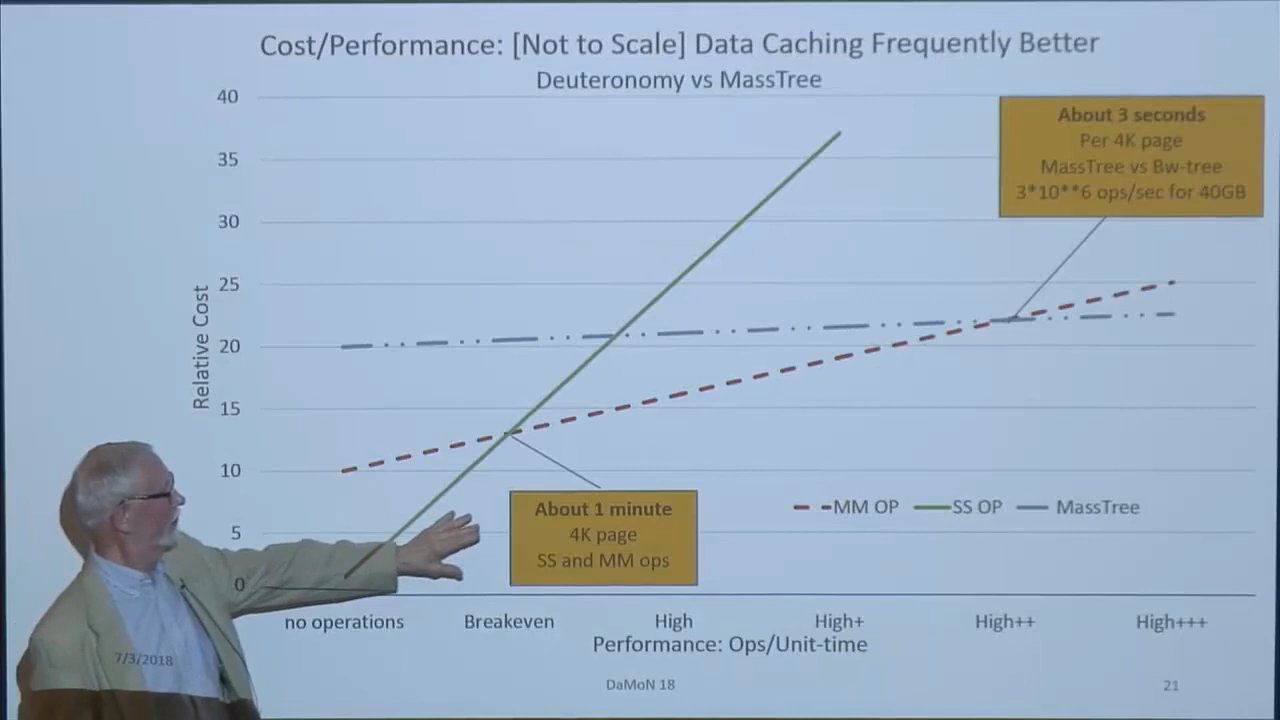 Cost/Performance: [Not to Scale] Data Caching Frequently Better
Deuteronomy vs MassTree
About 3 seconds
Per 4K page
MassTree vs Bw-tree
3*10**6 ops/sec for 40GB
Relative Cost
40
35
30
25
20
15
10
5
0
About 1 minute
4K page
SS and MM ops
MM OP SS OP MassTree
no operations Breakeven High High+ High++ High+++
Performance: Ops/Unit-time
7/3/2018
DaMoN 18
21